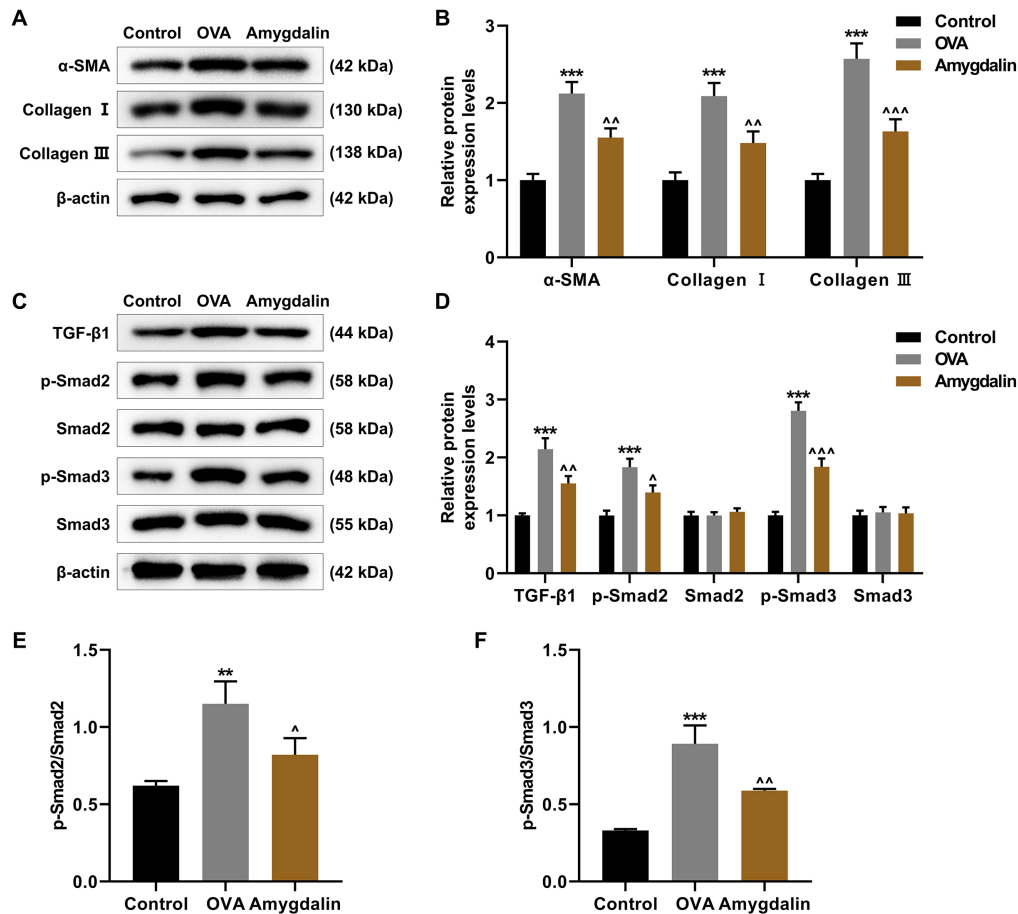 A
Control OVA Amygdalin
α-SMA (42 kDa)
Collagen Ⅰ (130 kDa)
Collagen Ⅲ (138 kDa)
β-actin (42 kDa)
B
Control
OVA
Amygdalin
Relative protein
expression levels
3
2
1
0
*** ^^ *** ^^ *** ^^^
α-SMA Collagen Ⅰ Collagen Ⅲ
C
Control OVA Amygdalin
TGF-β1 (44 kDa)
p-Smad2 (58 kDa)
Smad2 (58 kDa)
p-Smad3 (48 kDa)
Smad3 (55 kDa)
β-actin (42 kDa)
D
Control
OVA
Amygdalin
Relative protein
expression levels
4
3
2
1
0
*** ^^ *** ^ *** ^^^
TGF-β1 p-Smad2 Smad2 p-Smad3 Smad3
E
p-Smad2/Smad2
1.5
1.0
0.5
0.0
** ^
Control OVA Amygdalin
F
p-Smad3/Smad3
1.5
1.0
0.5
0.0
*** ^^
Control OVA Amygdalin